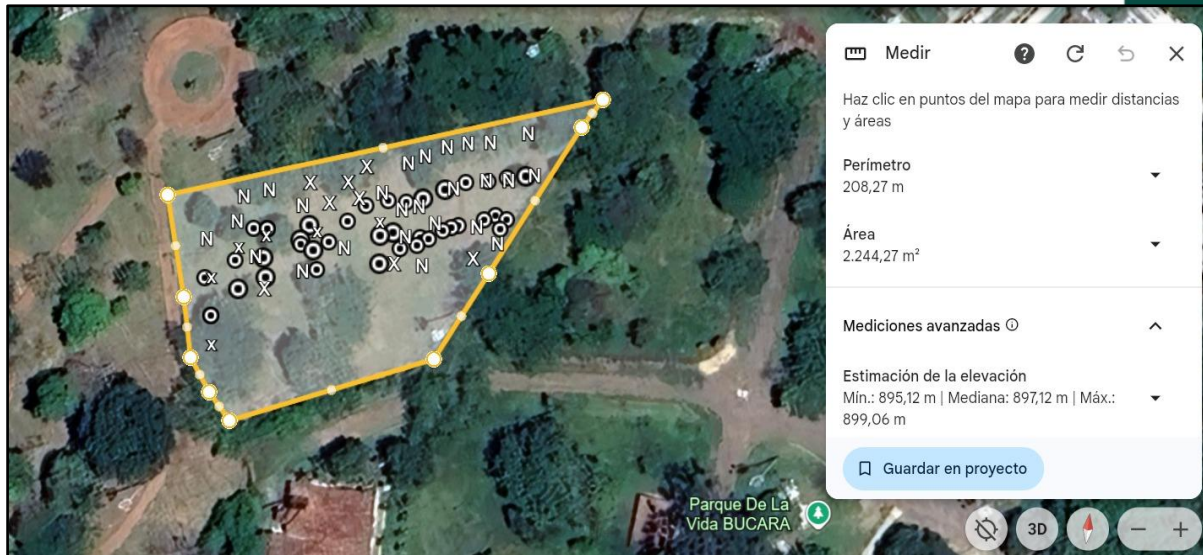 Medir
Haz clic en puntos del mapa para medir distancias
y áreas
Perímetro
208,27 m
Área
2.244,27 m²
Mediciones avanzadas
Estimación de la elevación
Mín.: 895,12 m | Mediana: 897,12 m | Máx.:
899,06 m
Guardar en proyecto
3D
Parque De La
Vida BUCARA